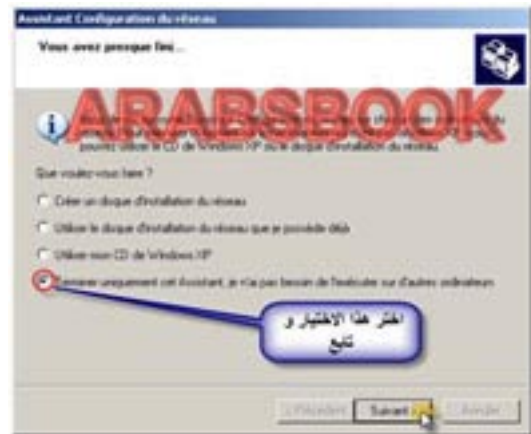 Assistant Configuration du réseau
Vous avez presque fini...
ARABSBOOK
pouvez utiliser le CD de Windows XP ou le disque d'installation du réseau.
Que voulez-vous faire ?
Créer un disque d'installation du réseau
Utiliser le disque d'installation du réseau que je possède déjà
Utiliser mon CD de Windows XP
Terminer uniquement cet Assistant, je n'ai pas besoin de l'exécuter sur d'autres ordinateurs
اختر هذا الاختيار و
تابع
< Précédent Suivant > Annuler